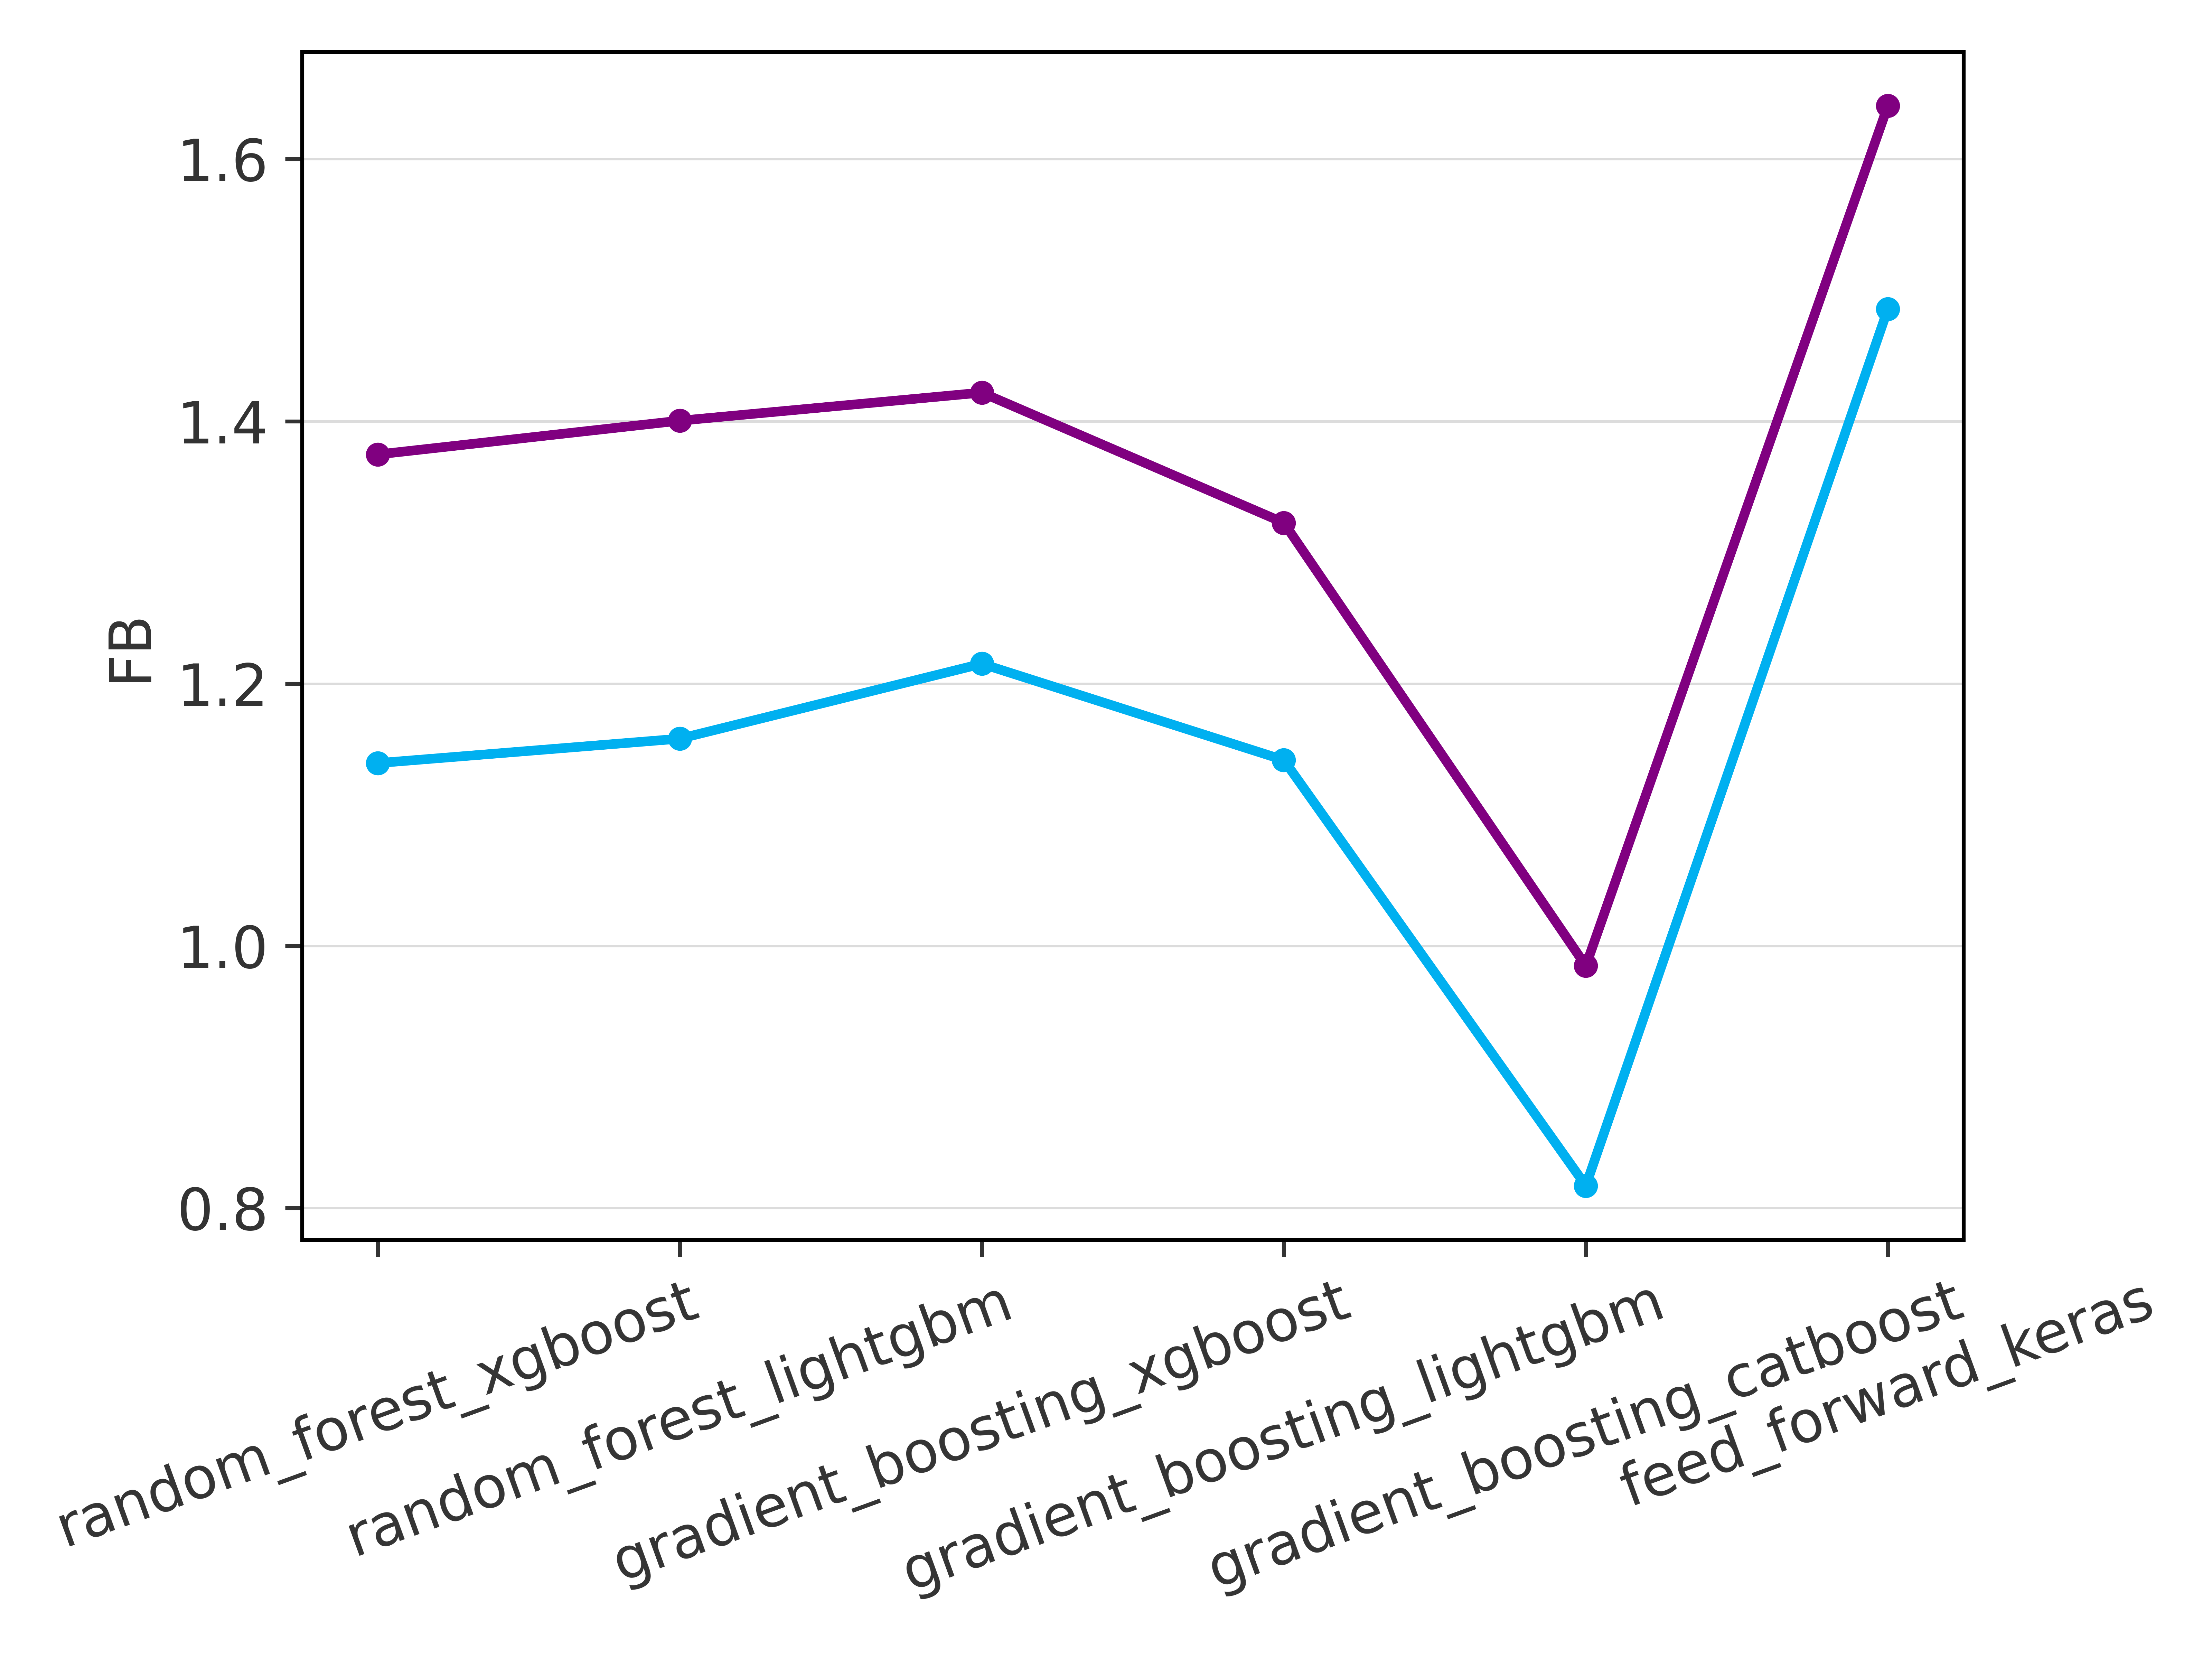 1.6
1.4
1.2
1.0
0.8
FB
random_forest_xgboost
random_forest_lightgbm
gradient_boosting_xgboost
gradient_boosting_lightgbm
gradient_boosting_catboost
feed_forward_keras